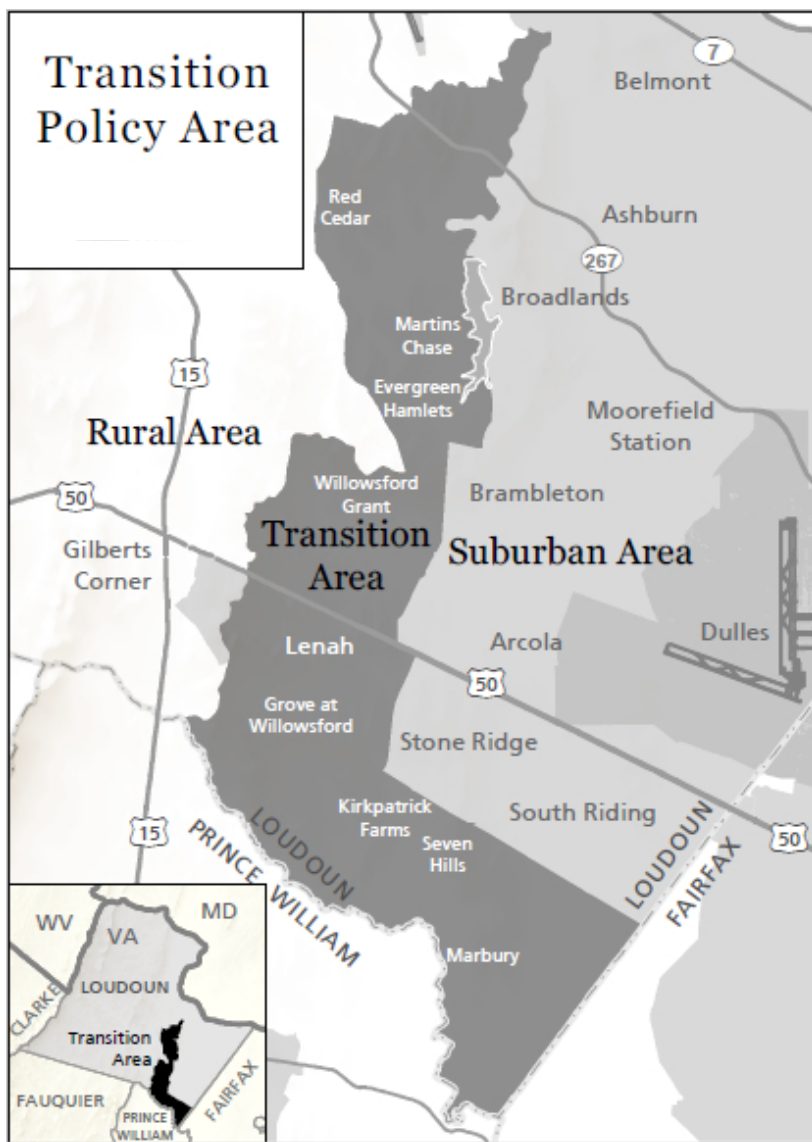 Transition
Policy Area
7
Belmont
Red
Cedar
Ashburn
267
Broadlands
Martins
Chase
15
Evergreen
Hamlets
Moorefield
Station
Rural Area
Willowsford
Grant
Brambleton
50
Transition
Area
Suburban Area
Gilberts
Corner
Lenah
Arcola
Dulles
50
Grove at
Willowsford
Stone Ridge
Kirkpatrick
Farms
South Riding
15
LOUDOUN
PRINCE WILLIAM
Seven
Hills
50
LOUDOUN
FAIRFAX
Marbury
WV
VA
MD
LOUDOUN
CLARKE
Transition
Area
FAIRFAX
FAUQUIER
PRINCE
WILLIAM